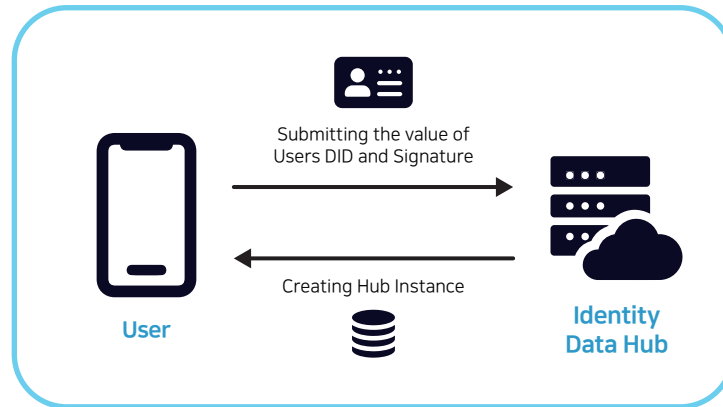 Submitting the value of
Users DID and Signature
Creating Hub Instance
User
Identity
Data Hub